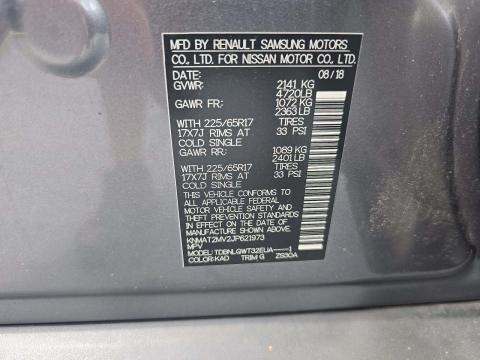 MFD BY RENAULT SAMSUNG MOTORS
CO., LTD. FOR NISSAN MOTOR CO., LTD.
DATE: 08/18
GVWR: 2141 KG
4720LB
GAWR FR: 1072 KG
2363LB
WITH 225/65R17 TIRES
17X7J RIMS AT 33 PSI
COLD SINGLE
GAWR RR: 1089 KG
2401LB
WITH 225/65R17 TIRES
17X7J RIMS AT 33 PSI
COLD SINGLE
THIS VEHICLE CONFORMS TO
ALL APPLICABLE FEDERAL
MOTOR VEHICLE SAFETY AND
THEFT PREVENTION STANDARDS
IN EFFECT ON THE DATE OF
MANUFACTURE SHOWN ABOVE.
KNMAT2MV2JP621973
MPV
MODEL: TDBNLGWT32EUA-----1
COLOR:KAD TRIM:G ZS30A